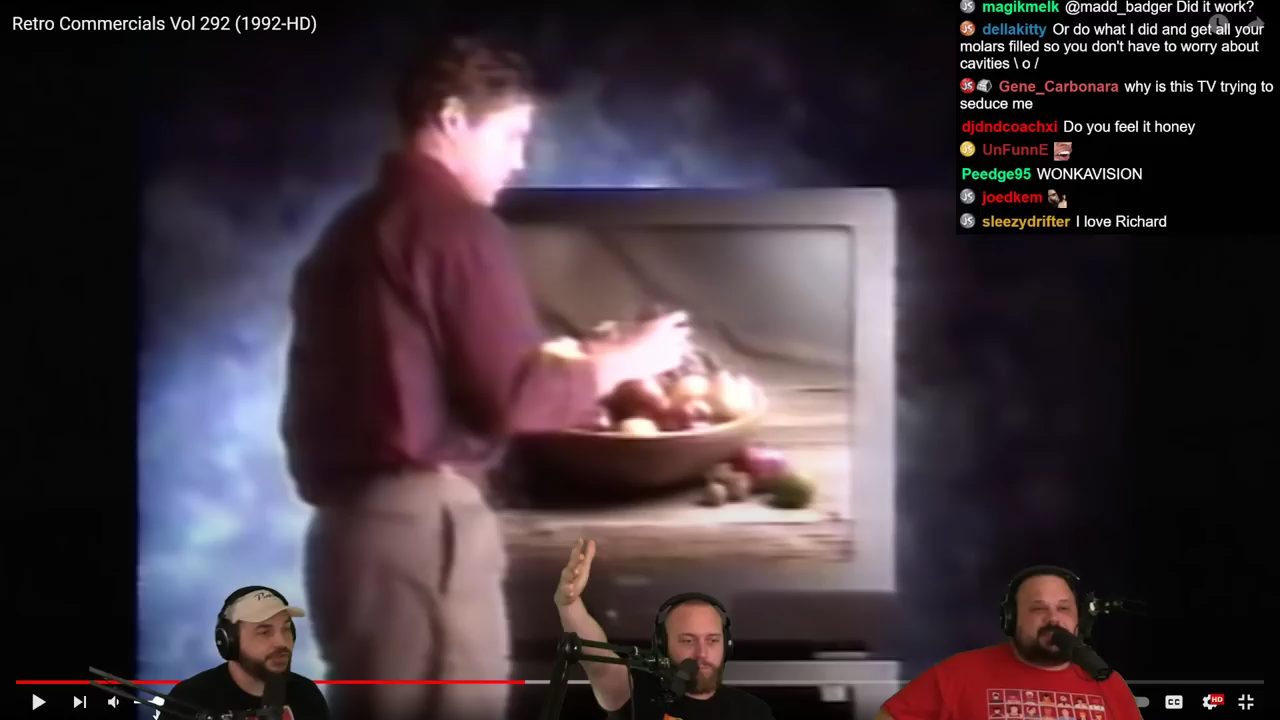 Retro Commercials Vol 292 (1992-HD)
magikmelk @madd_badger Did it work?
dellakitty Or do what I did and get all your
molars filled so you don't have to worry about
cavities \ o /
Gene_Carbonara why is this TV trying to
seduce me
djdndcoachxi Do you feel it honey
UnFunnE
Peedge95 WONKAVISION
joedkem
sleezydrifter I love Richard
CC
HD